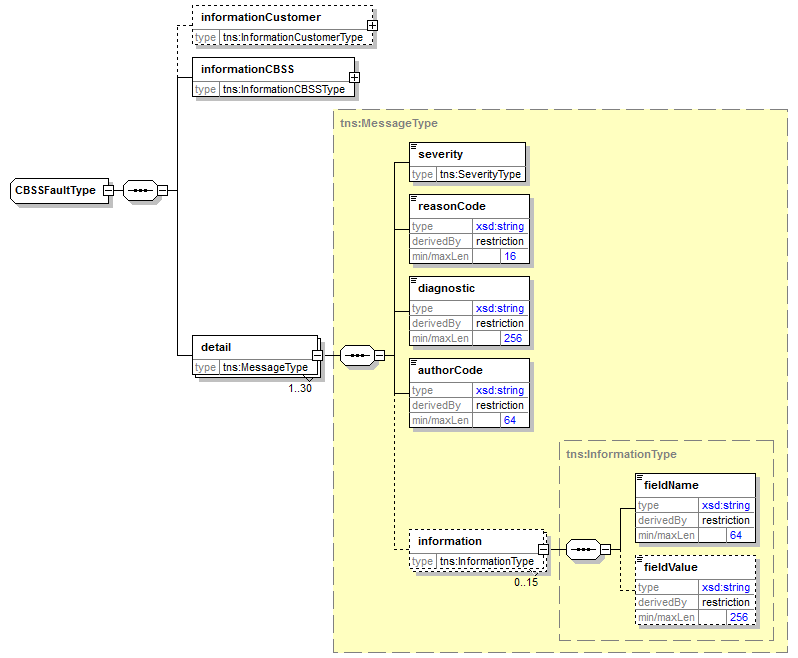 informationCustomer
type tns:InformationCustomerType
informationCBSS
type tns:InformationCBSSType
tns:MessageType
severity
type tns:SeverityType
CBSSFaultType
reasonCode
type xsd:string
derivedBy restriction
min/maxLen 16
diagnostic
type xsd:string
derivedBy restriction
min/maxLen 256
detail
type tns:MessageType
1..30
authorCode
type xsd:string
derivedBy restriction
min/maxLen 64
tns:InformationType
fieldName
type xsd:string
derivedBy restriction
min/maxLen 64
information
type tns:InformationType
0..15
fieldValue
type xsd:string
derivedBy restriction
min/maxLen 256